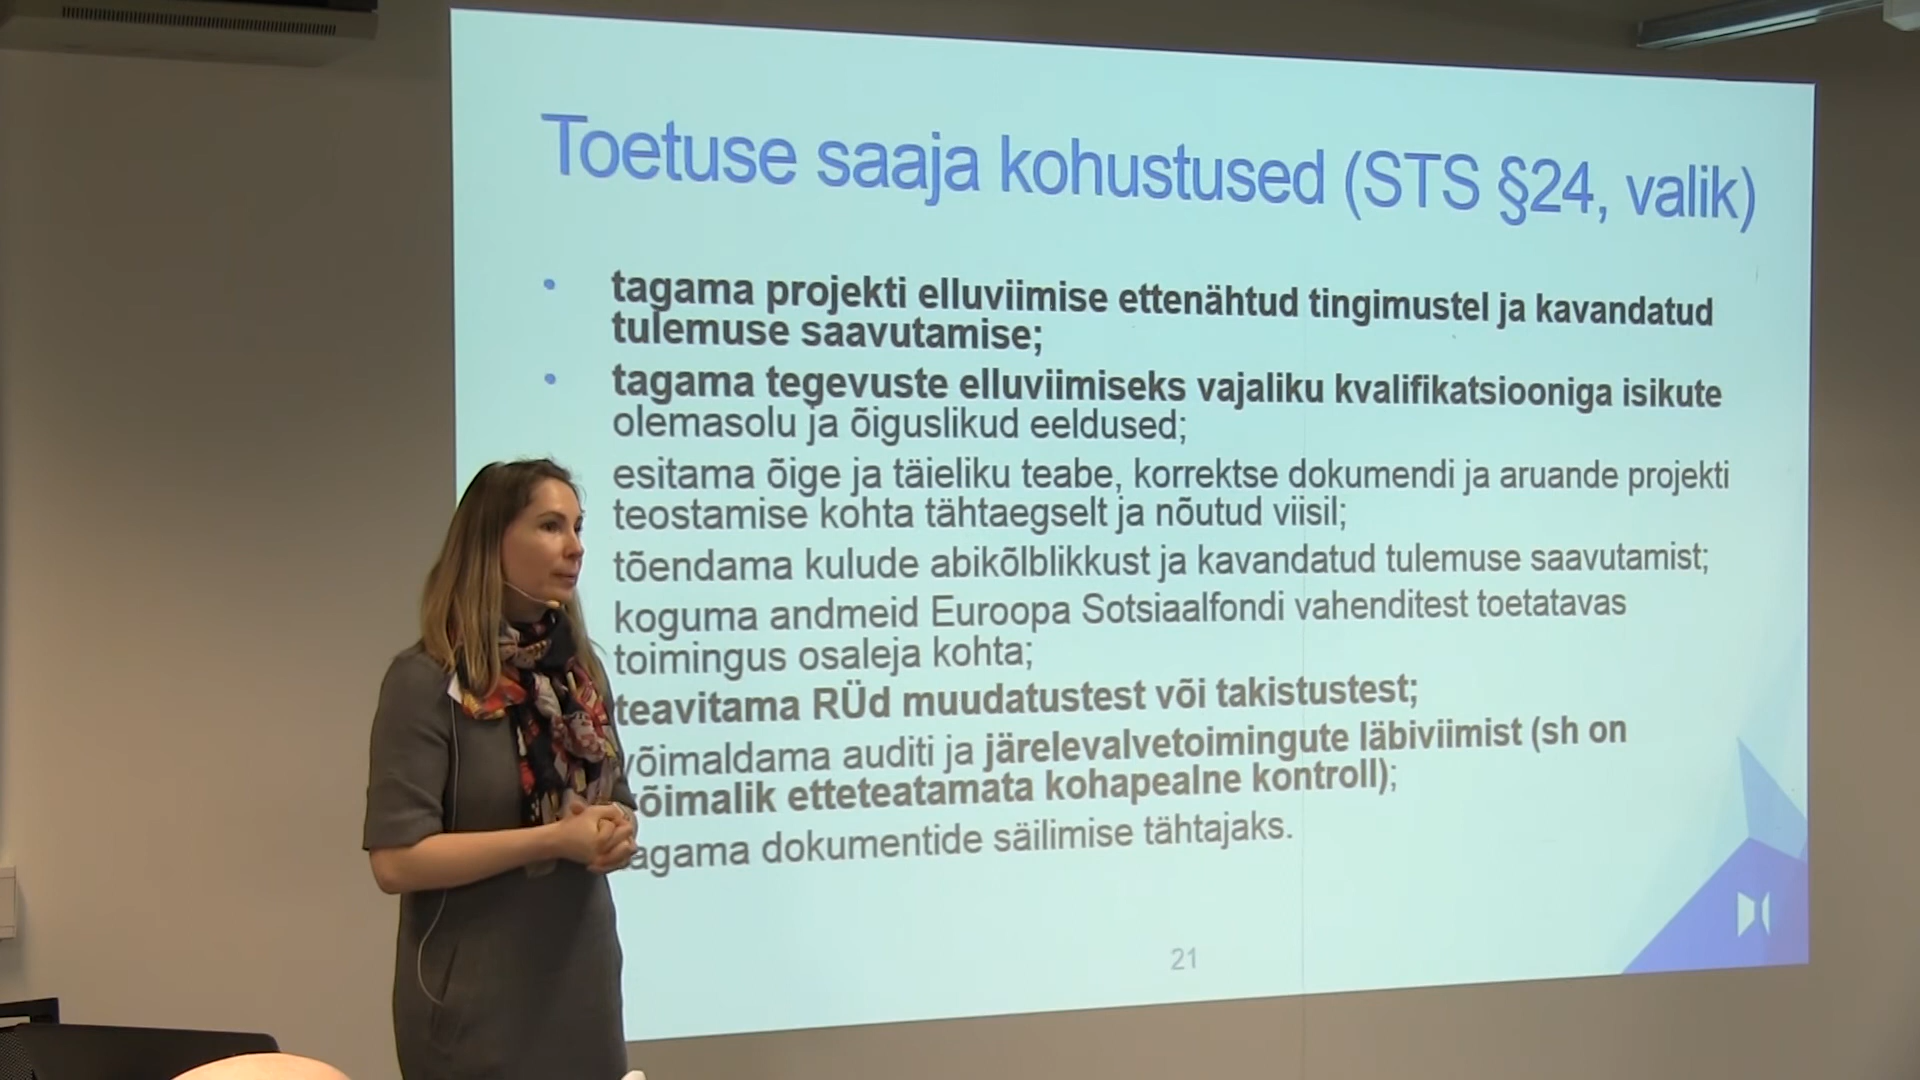 Toetuse saaja kohustused (STS §24, valik)
• tagama projekti elluviimise ettenähtud tingimustel ja kavandatud
tulemuse saavutamise;
• tagama tegevuste elluviimiseks vajaliku kvalifikatsiooniga isikute
olemasolu ja õiguslikud eeldused;
esitama õige ja täieliku teabe, korrektse dokumendi ja aruande projekti
teostamise kohta tähtaegselt ja nõutud viisil;
tõendama kulude abikõlblikkust ja kavandatud tulemuse saavutamist;
koguma andmeid Euroopa Sotsiaalfondi vahenditest toetatavas
toimingus osaleja kohta;
teavitama RÜd muudatustest või takistustest;
võimaldama auditi ja järelevalvetoimingute läbiviimist (sh on
võimalik etteteatamata kohapealne kontroll);
tagama dokumentide säilimise tähtajaks.
21